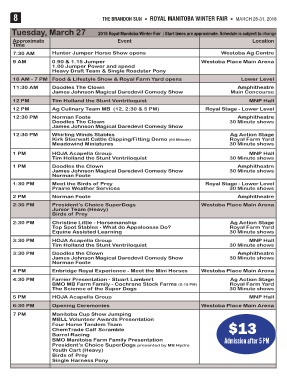 8
THE BRANDON SUN • ROYAL MANITOBA WINTER FAIR • MARCH 26-31, 2018
Tuesday, March 27
2018 Royal Manitoba Winter Fair | Start times are approximate. Schedule is subject to change
Approximate Time Event Location
7:30 AM Hunter Jumper Horse Show opens Westoba Ag Centre
9 AM 0.90 & 1.15 Jumper Westoba Place Main Arena
1.00 Jumper Power and speed
Heavy Draft Team & Single Roadster Pony
10 AM - 7 PM Food & Lifestyle Show & Royal Farm Yard opens Lower Level
11:30 AM Doodles The Clown Amphitheatre
James Johnson Magical Daredevil Comedy Show Main Concourse
12 PM Tim Holland the Stunt Ventriloquist MNP Hall
12 PM Ag Culinary Team MB (12, 2:30 & 5 PM) Royal Stage - Lower Level
12:30 PM Norman Foote Amphitheatre
Doodles The Clown 30 Minute shows
James Johnson Magical Daredevil Comedy Show
12:30 PM Whirling Winds Stables Ag Action Stage
Kirk Sturmscalt Cattle Clipping/Fitting Demo Royal Farm Yard
Meadowind Miniatures 30 Minute shows
1 PM HOJA Acapella Group MNP Hall
Tim Holland the Stunt Ventriloquist 30 Minute shows
1 PM Doodles the Clown Amphitheatre
James Johnson Magical Daredevil Comedy Show 30 Minute shows
Norman Foote
1:30 PM Meet the Birds of Prey Royal Stage - Lower Level
Prairie Weather Services 30 Minute shows
2 PM Norman Foote Amphitheatre
2:30 PM President's Choice SuperDogs Westoba Place Main Arena
Junior Team (Heavy)
Birds of Prey
2:30 PM Christine Little - Horsemanship Ag Action Stage
Top Spot Stables - What do Appaloosa Do? Royal Farm Yard
Equine Assisted Learning 30 Minute shows
3:30 PM HOJA Acapella Group MNP Hall
Tim Holland the Stunt Ventriloquist 30 Minute shows
3:30 PM Doodles the Clown Amphitheatre
James Johnson Magical Daredevil Comedy Show 30 Minute shows
Norman Foote
4 PM Enbridge Royal Experience - Meet the Mini Horses Westoba Place Main Arena
4:30 PM Farmer Presentation - Stuart Lambert Ag Action Stage
BMO MB Farm Family - Cochrane Stock Farms Royal Farm Yard
The Science of the Super Dogs 30 Minute shows
5 PM HOJA Acapella Group MNP Hall
6:30 PM Opening Ceremonies Westoba Place Main Arena
7 PM Manitoba Cup Show Jumping
MBLL Volunteer Awards Presentation
Four Horse Tandem Team
ChemTrade Calf Scramble
Barrel Racing
BMO Manitoba Farm Family Presentation
President's Choice SuperDogs presented by MB Hydro
Youth Cart (Heavy)
Birds of Prey
Single Harness Pony
$13
Admission after 5 PM